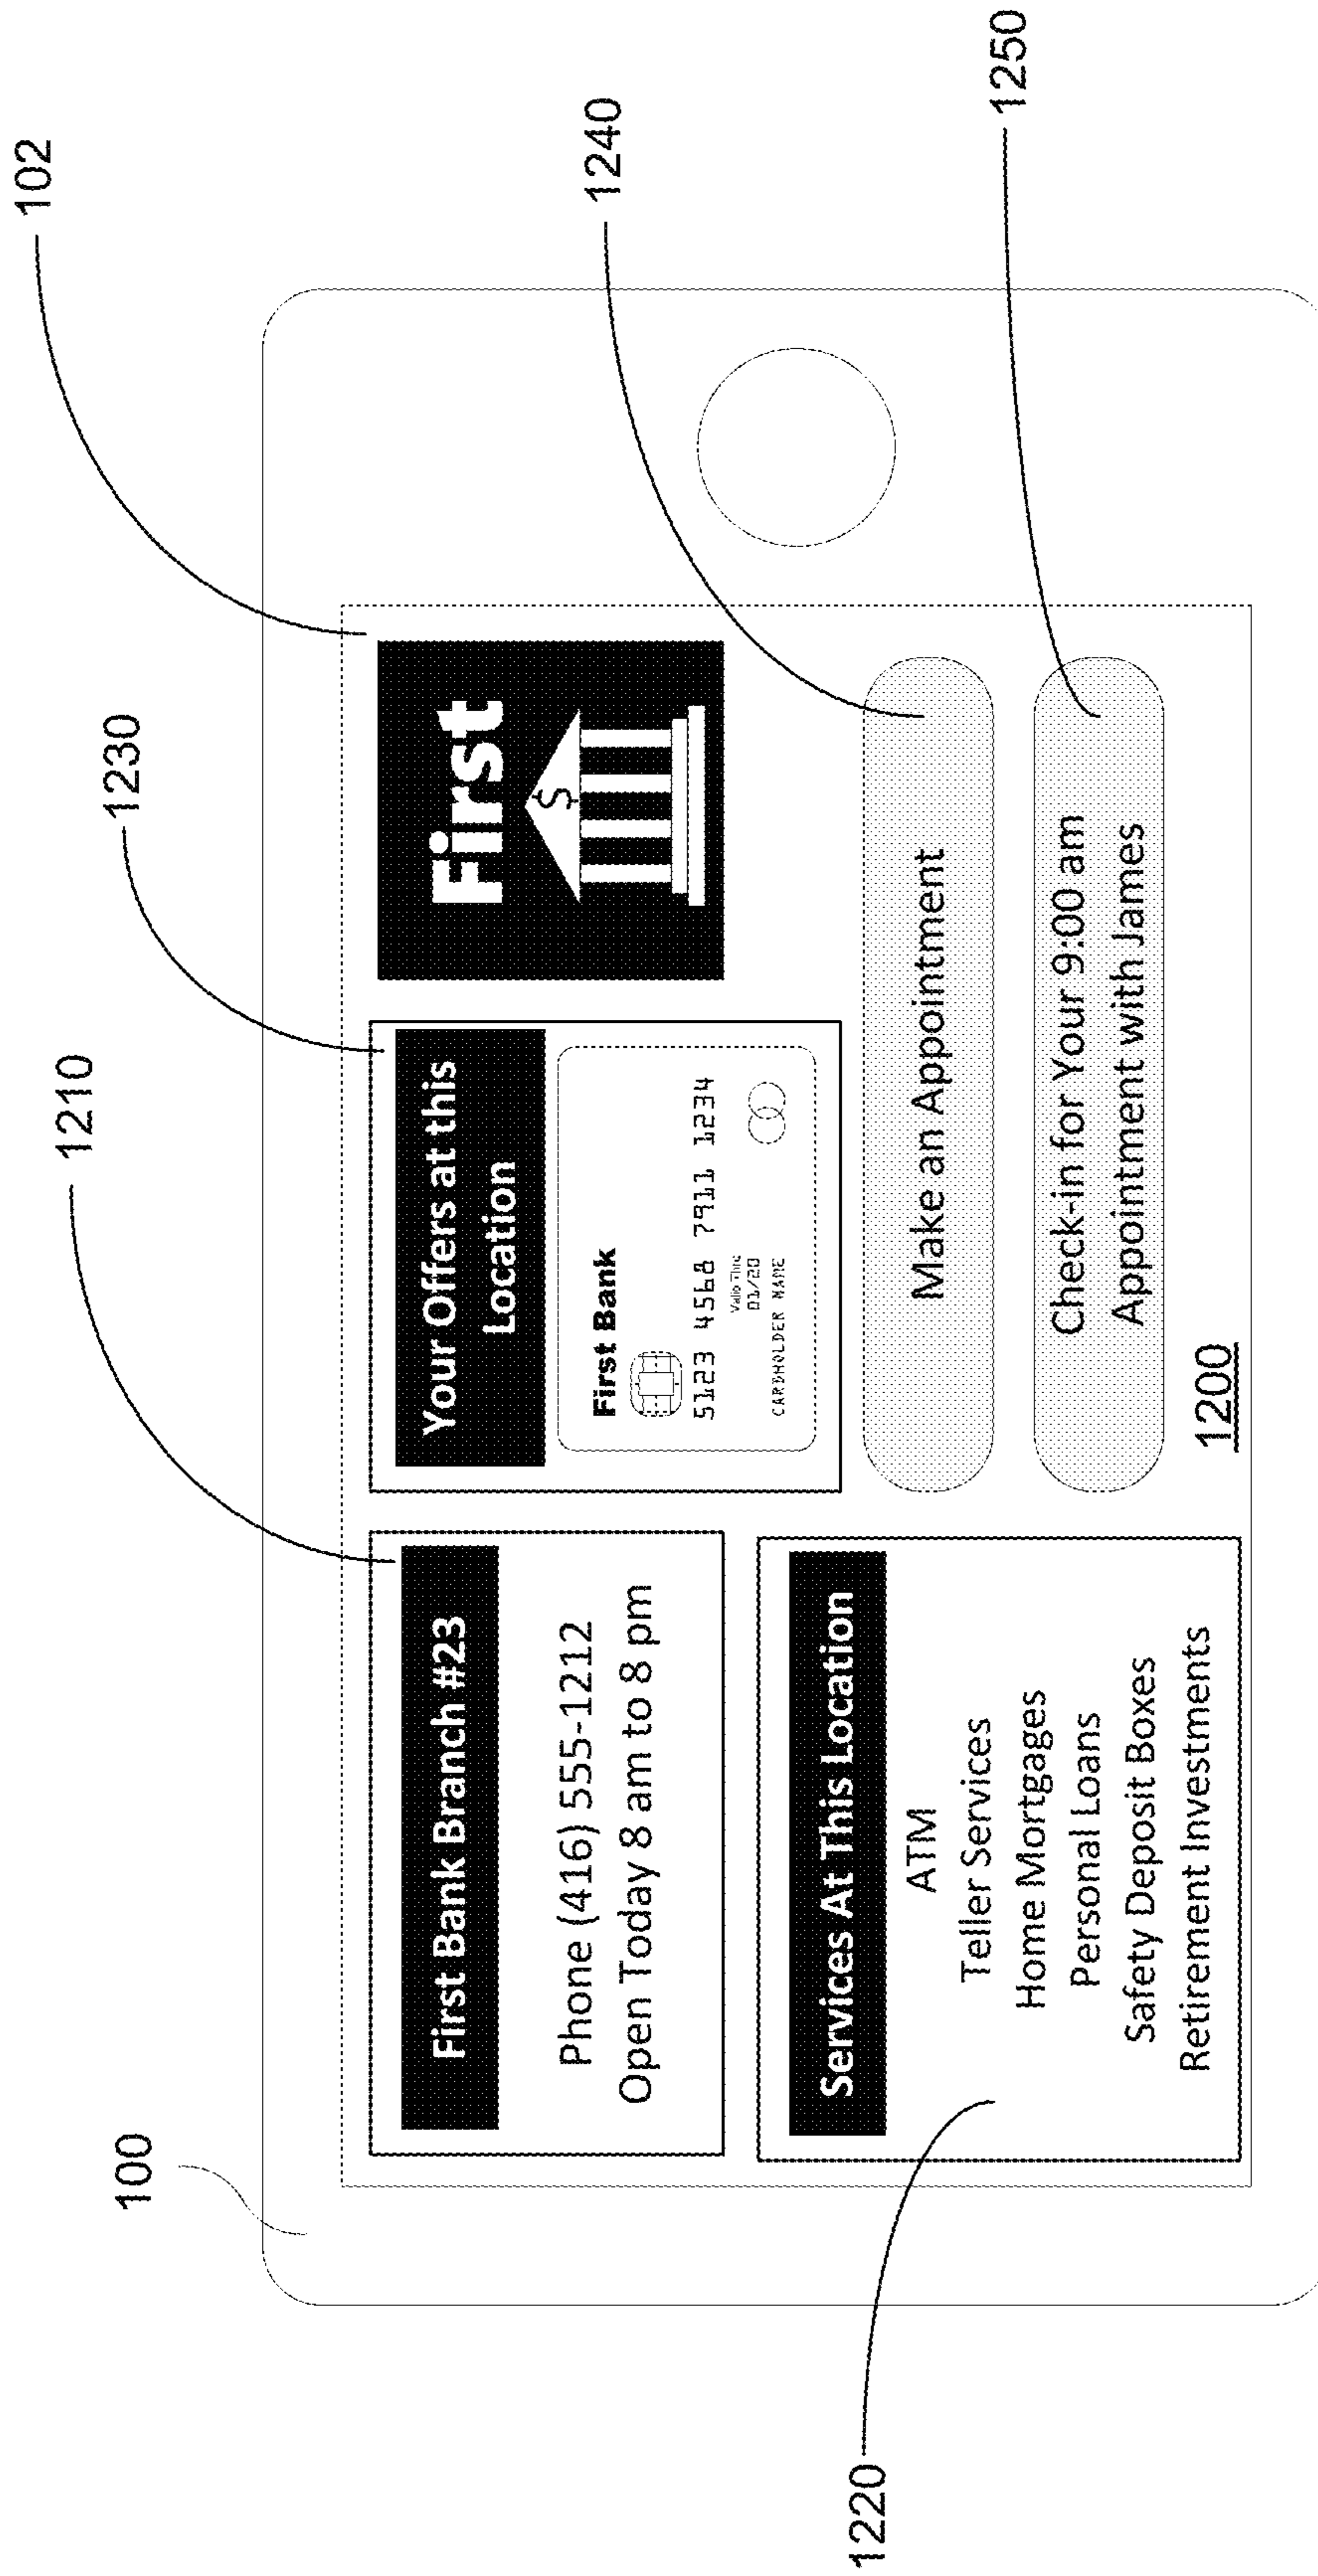 100
1210
1230
102
First Bank Branch #23
Phone (416) 555-1212
Open Today 8 am to 8 pm
Your Offers at this
Location
First Bank
5123 4568 7911 1234
Valid Thru
01/20
CARDHOLDER NAME
First
$
1240
Services At This Location
ATM
Teller Services
Home Mortgages
Personal Loans
Safety Deposit Boxes
Retirement Investments
Make an Appointment
Check-in for Your 9:00 am
Appointment with James
1200
1220
1250